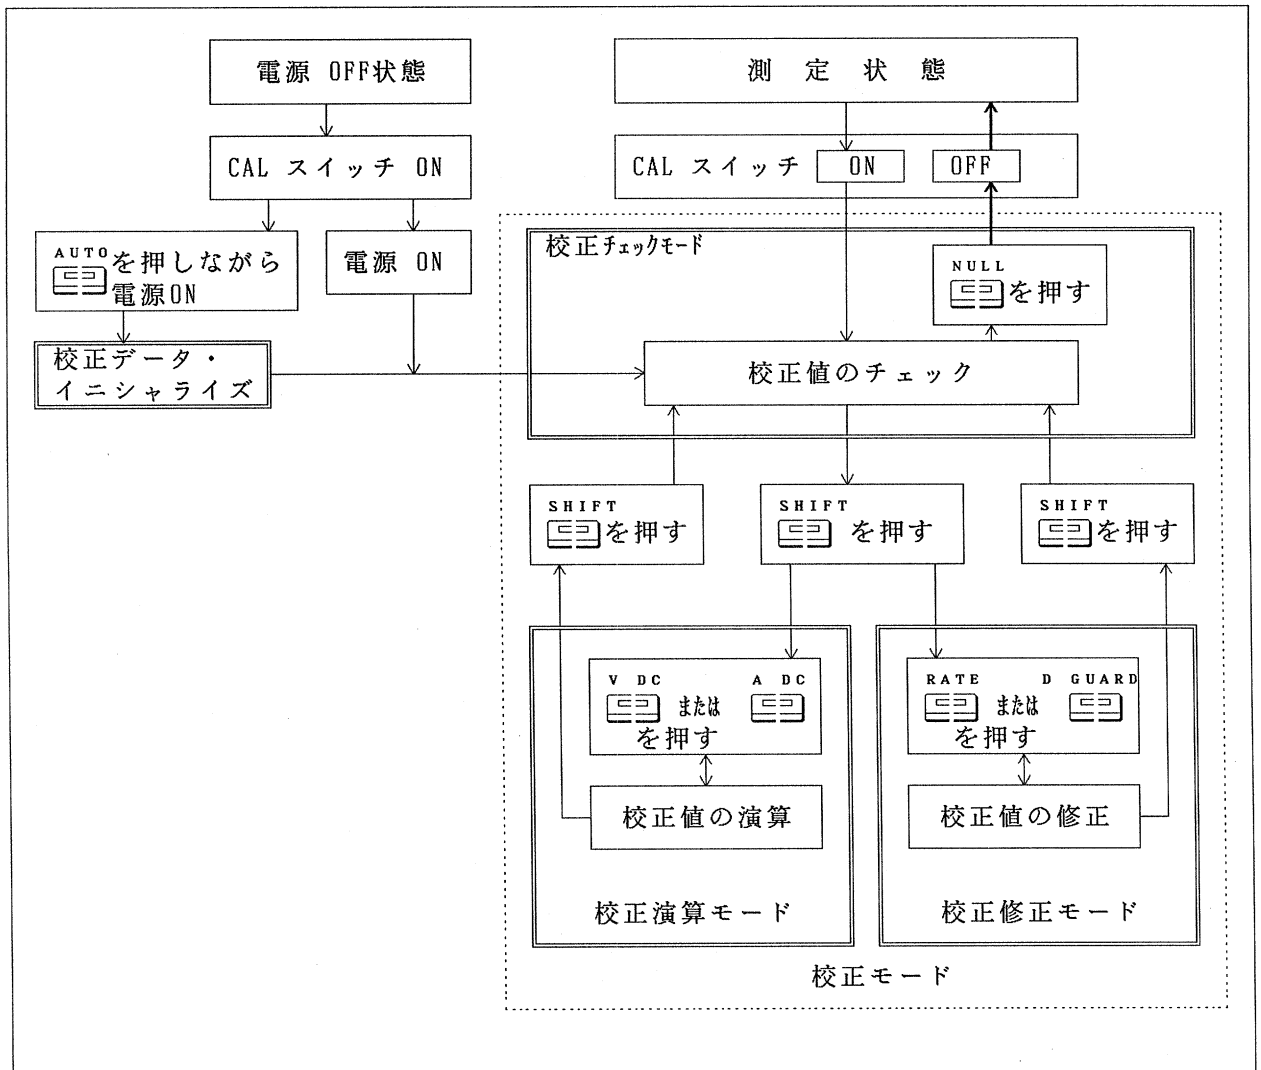 電源 OFF状態
測 定 状 態
CAL スイッチ ON
CAL スイッチ ON OFF
AUTO
を押しながら
電源ON
電源 ON
校正チェックモード
NULL
を押す
校正データ・
イニシャライズ
校正値のチェック
SHIFT
を押す
SHIFT
を押す
SHIFT
を押す
V DC A DC
または
を押す
RATE D GUARD
または
を押す
校正値の演算
校正値の修正
校正演算モード
校正修正モード
校正モード